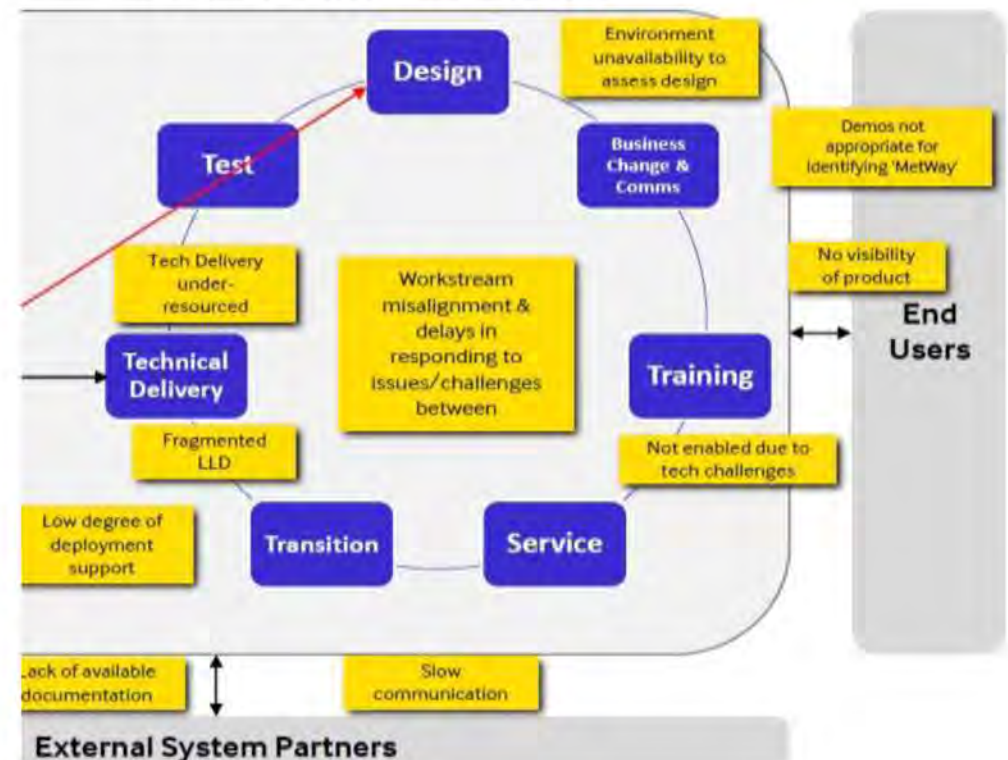 Design
Environment
unavailability to
assess design
Test
Business
Change &
Comms
Demos not
appropriate for
identifying 'MetWay'
Tech Delivery
under-
resourced
Workstream
misalignment &
delays in
responding to
issues/challenges
between
No visibility
of product
End
Users
Technical
Delivery
Training
Fragmented
LLD
Not enabled due to
tech challenges
Low degree of
deployment
support
Transition
Service
Lack of available
documentation
Slow
communication
External System Partners